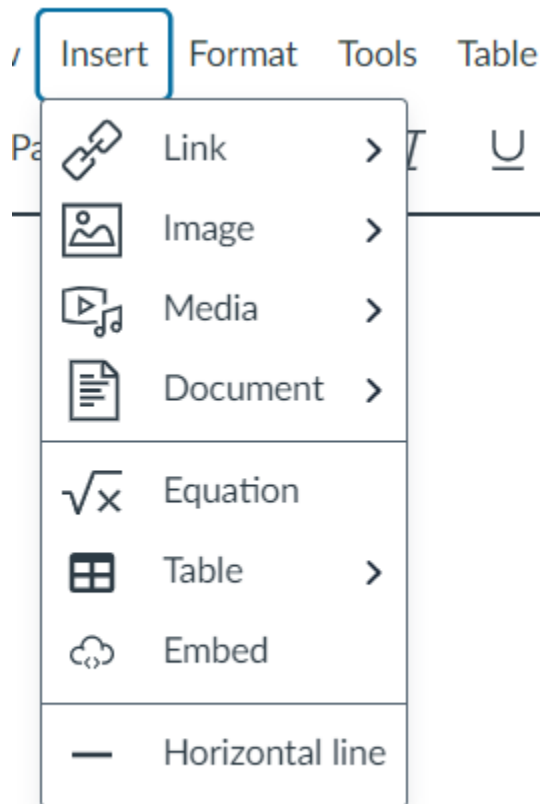 Insert Format Tools Table
Link
Image
Media
Document
Equation
Table
Embed
Horizontal line